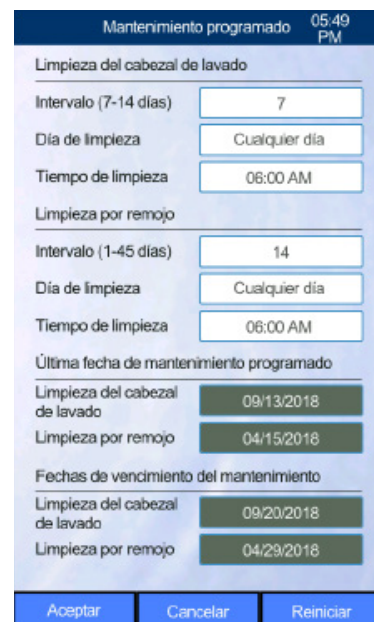 Mantenimiento programado 05:49 PM
Limpieza del cabezal de lavado
Intervalo (7-14 días) 7
Día de limpieza Cualquier día
Tiempo de limpieza 06:00 AM
Limpieza por remojo
Intervalo (1-45 días) 14
Día de limpieza Cualquier día
Tiempo de limpieza 06:00 AM
Última fecha de mantenimiento programado
Limpieza del cabezal de lavado 09/13/2018
Limpieza por remojo 04/15/2018
Fechas de vencimiento del mantenimiento
Limpieza del cabezal de lavado 09/20/2018
Limpieza por remojo 04/29/2018
Aceptar Cancelar Reiniciar